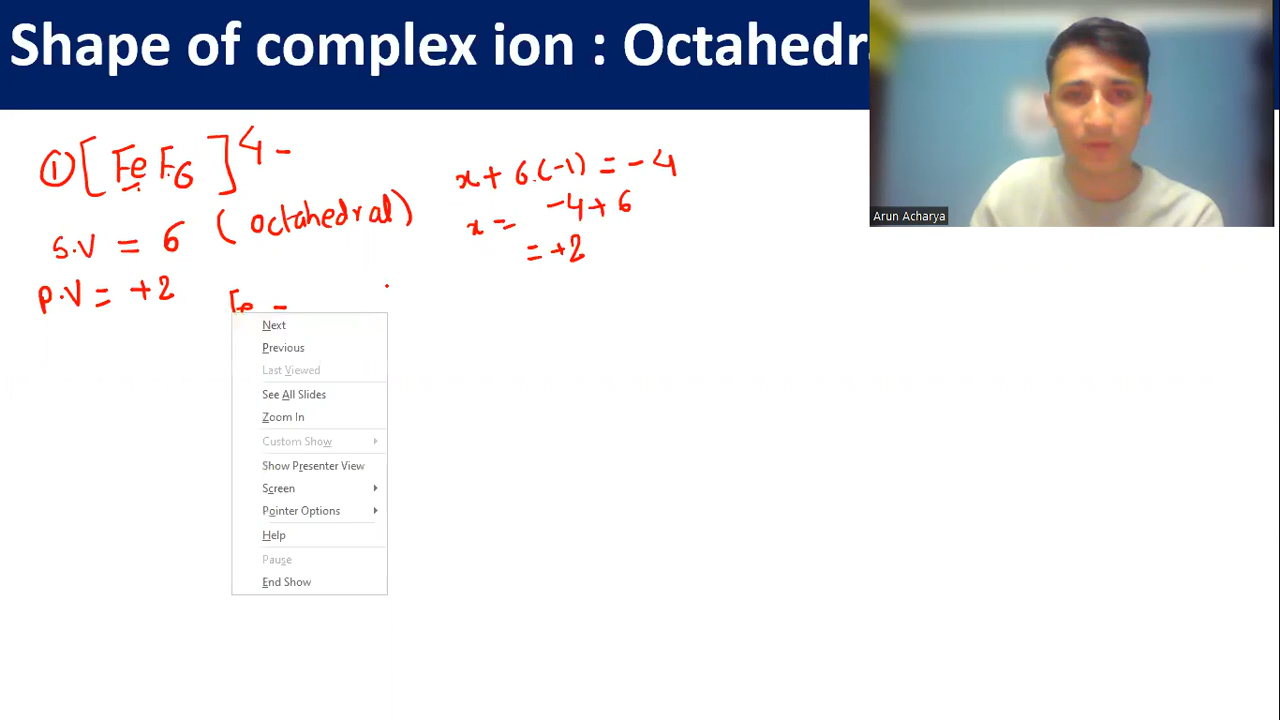 Shape of complex ion : Octahedra
① [Fe F6]4-
S.V = 6 (octahedral)
P.V = +2
Fe -
x + 6.(-1) = -4
x = -4+6
= +2
Arun Acharya
Next
Previous
Last Viewed
See All Slides
Zoom In
Custom Show
Show Presenter View
Screen
Pointer Options
Help
Pause
End Show